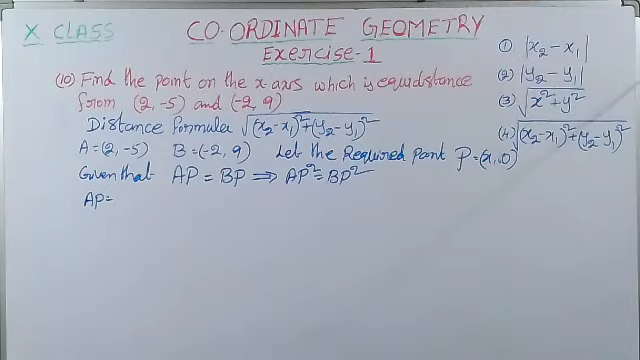 X CLASS
CO-ORDINATE GEOMETRY
Exercise-1
(10) Find the point on the x axis which is equidistance
from (2, -5) and (-2, 9)
Distance Formula √(x₂-x₁)²+(y₂-y₁)²
A=(2,-5) B=(-2, 9) Let the Required point P=(x,0)
Given that AP = BP ⟹ AP²=BP²
AP=
(1) |x₂-x₁|
(2) |y₂-y₁|
(3) √x²+y²
(4) √(x₂-x₁)²+(y₂-y₁)²